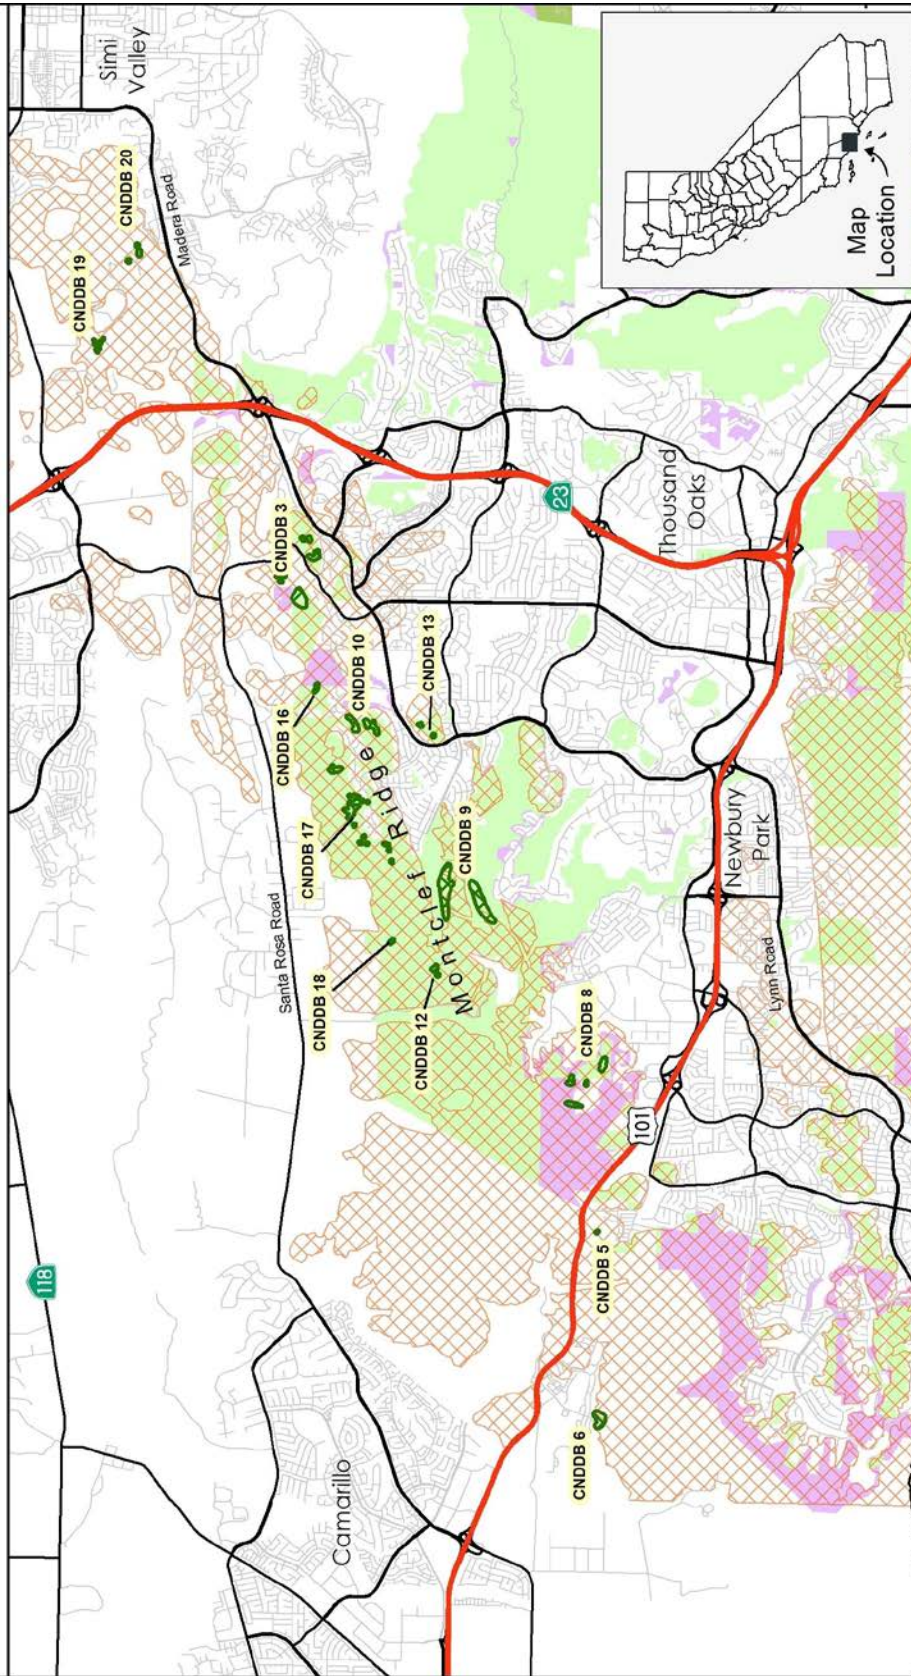 118
Simi
Valley
CNDDB 19
CNDDB 20
Madera Road
Santa Rosa Road
CNDDB 3
CNDDB 16
CNDDB 10
CNDDB 17
CNDDB 13
CNDDB 18
CNDDB 12
CNDDB 9
Montclef Ridge
Camarillo
23
Thousand
Oaks
CNDDB 8
CNDDB 5
CNDDB 6
101
Newbury
Park
Lynn Road
Map
Location